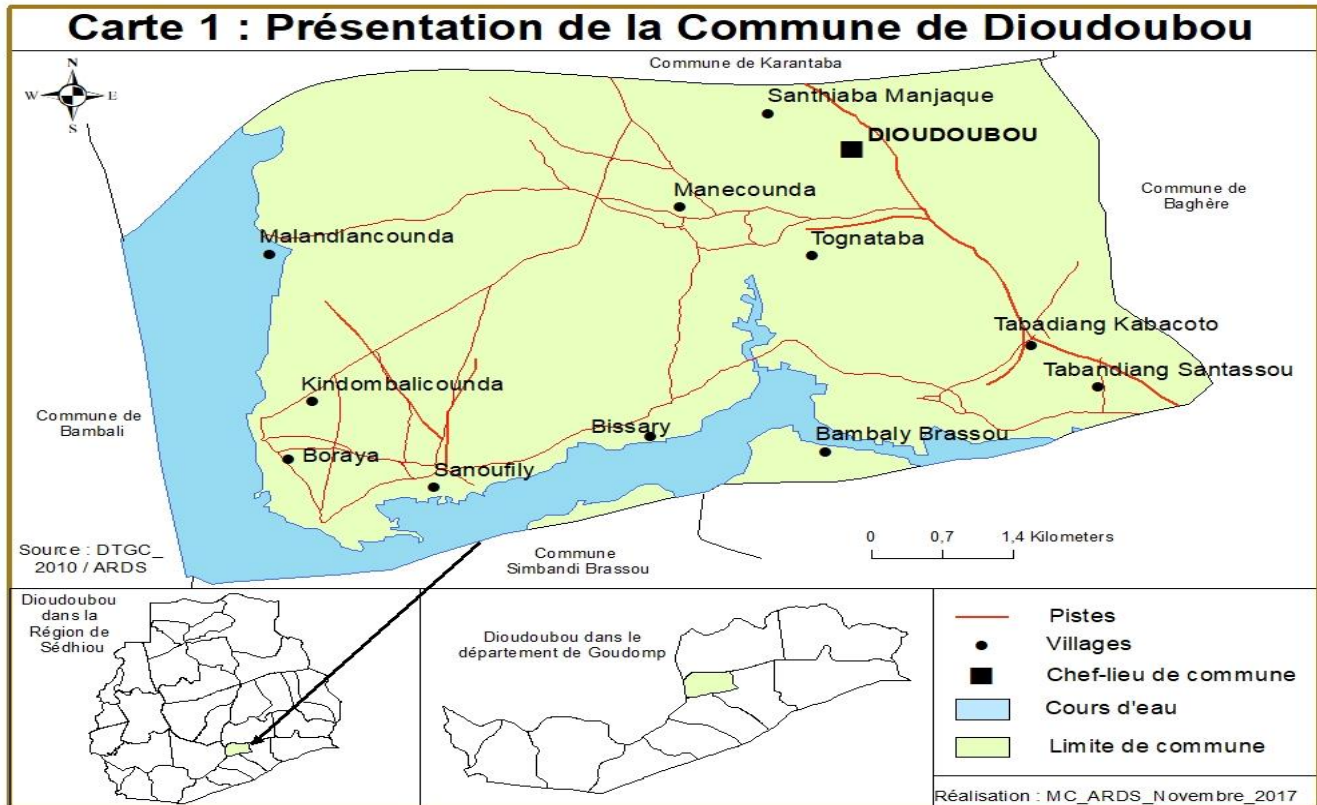 Carte 1 : Présentation de la Commune de Dioudoubou
N
W
E
S
Commune de Karantaba
Santhiaba Manjaque
DIOUDOUBOU
Manecounda
Commune de
Baghère
Malandiancounda
Tognataba
Tabadiang Kabacoto
Tabandiang Santassou
Kindombalicounda
Commune de
Bambali
Bissary
Bambaly Brassou
Boraya
Sanoufily
Source : DTGC_
2010 / ARDS
Commune
Simbandi Brassou
0 0,7 1,4 Kilometers
Dioudoubou
dans la
Région de
Sédhiou
Dioudoubou dans le
département de Goudomp
Pistes
Villages
Chef-lieu de commune
Cours d'eau
Limite de commune
Réalisation : MC_ARDS_Novembre_2017